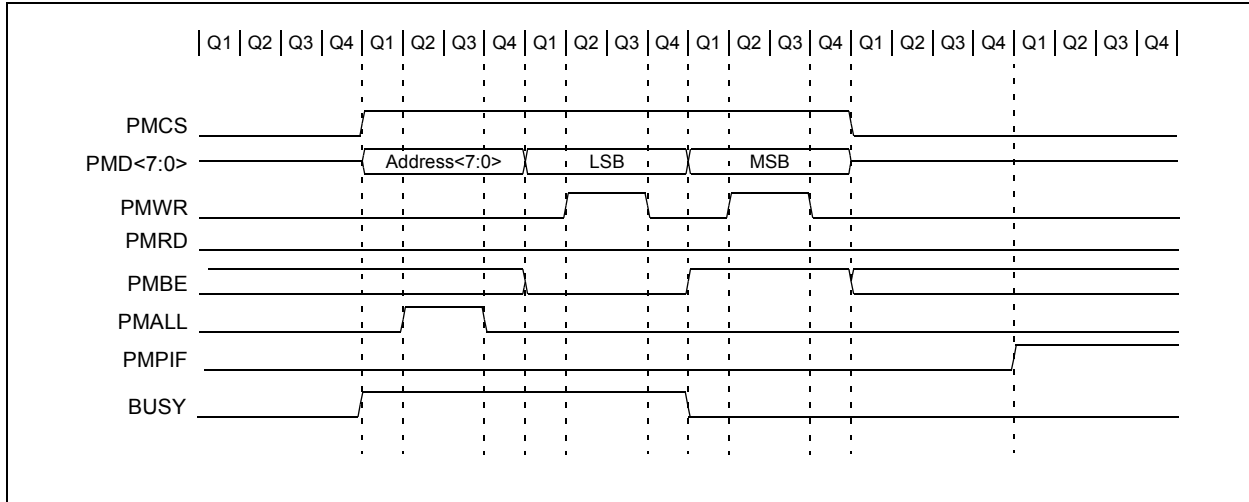 Q1 Q2 Q3 Q4 Q1 Q2 Q3 Q4 Q1 Q2 Q3 Q4 Q1 Q2 Q3 Q4 Q1 Q2 Q3 Q4 Q1 Q2 Q3 Q4
PMCS
PMD<7:0> Address<7:0> LSB MSB
PMWR
PMRD
PMBE
PMALL
PMPIF
BUSY